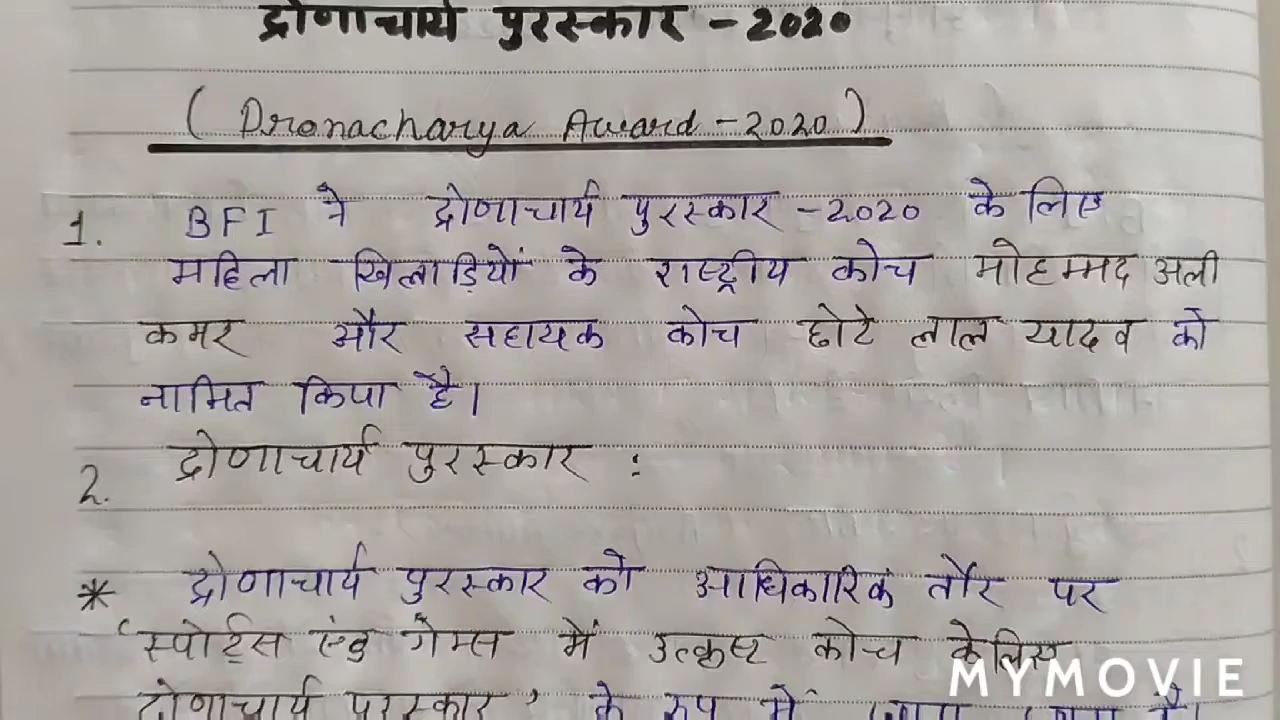 द्रोणाचार्य पुरस्कार - 2020
( Dronacharya Award - 2020 )
1. BFI ने द्रोणाचार्य पुरस्कार - 2020 के लिए
महिला खिलाड़ियों के राष्ट्रीय कोच मोहम्मद अली
कमर और सहायक कोच छोटे लाल यादव को
नामित किया है।
2. द्रोणाचार्य पुरस्कार :
* द्रोणाचार्य पुरस्कार को आधिकारिक तौर पर
'स्पोर्ट्स एंड गेम्स में उत्कृष्ट कोच के लिए
द्रोणाचार्य पुरस्कार' के रूप में जाना जाता है।
MYMOVIE